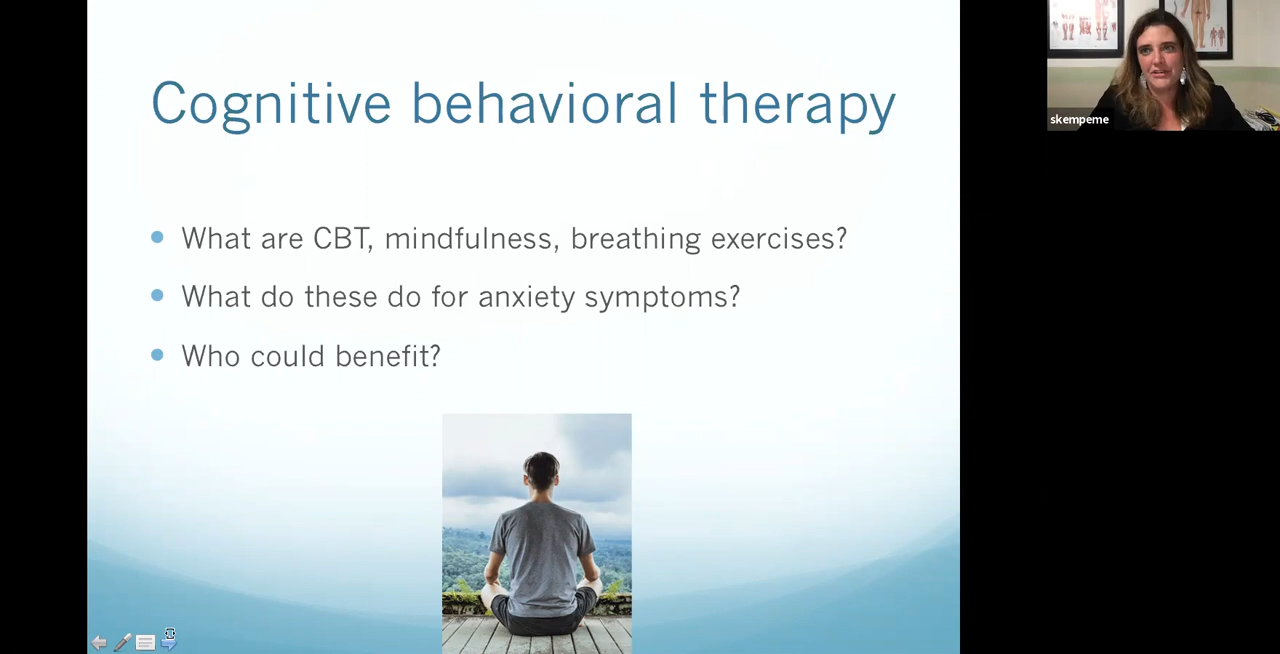 Cognitive behavioral therapy
What are CBT, mindfulness, breathing exercises?
What do these do for anxiety symptoms?
Who could benefit?
skempeme